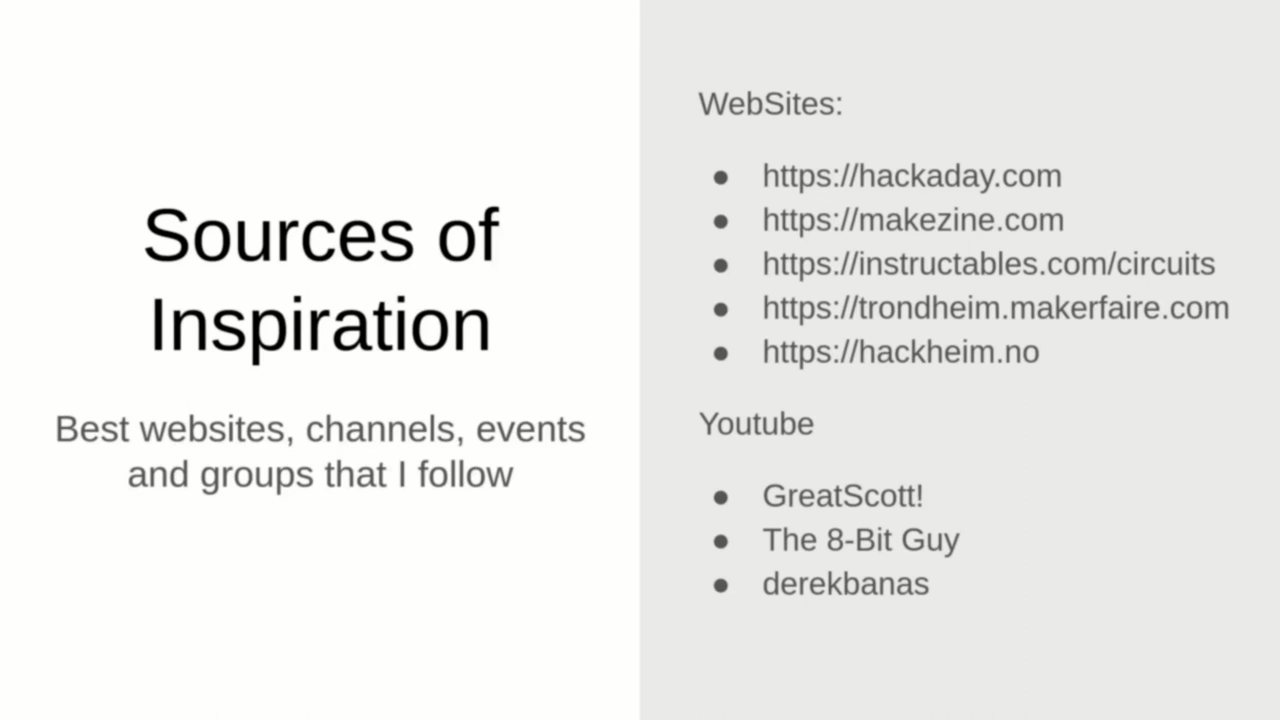 Sources of
Inspiration
Best websites, channels, events
and groups that I follow
WebSites:
● https://hackaday.com
● https://makezine.com
● https://instructables.com/circuits
● https://trondheim.makerfaire.com
● https://hackheim.no
Youtube
● GreatScott!
● The 8-Bit Guy
● derekbanas